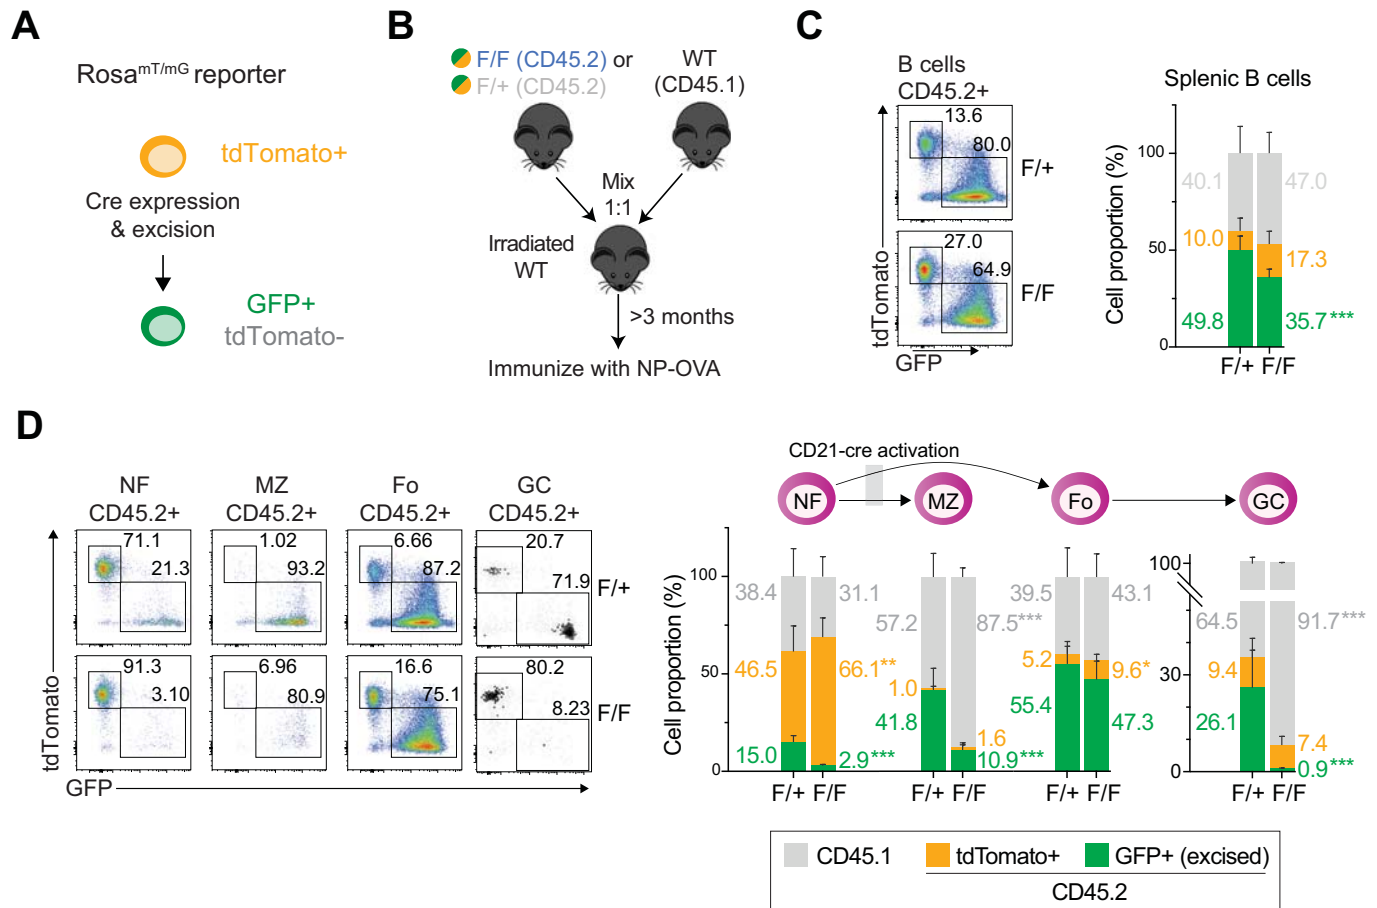 A
Rosa^mT/mG reporter
tdTomato+
Cre expression
& excision
GFP+
tdTomato-
B
F/F (CD45.2) or
F/+ (CD45.2)
WT
(CD45.1)
Mix
1:1
Irradiated
WT
>3 months
Immunize with NP-OVA
C
B cells
CD45.2+
13.6
80.0
F/+
27.0
64.9
F/F
tdTomato
GFP
Splenic B cells
Cell proportion (%)
100
50
0
40.1
10.0
49.8
47.0
17.3
35.7***
F/+ F/F
D
NF
CD45.2+
MZ
CD45.2+
Fo
CD45.2+
GC
CD45.2+
71.1
21.3
1.02
93.2
6.66
87.2
20.7
71.9
F/+
91.3
3.10
6.96
80.9
16.6
75.1
80.2
8.23
F/F
tdTomato
GFP
CD21-cre activation
NF
MZ
Fo
GC
Cell proportion (%)
100
50
0
38.4
46.5
15.0
31.1
66.1**
2.9***
F/+ F/F
57.2
1.0
41.8
87.5***
1.6
10.9***
F/+ F/F
39.5
5.2
55.4
43.1
9.6*
47.3
F/+ F/F
100
30
0
64.5
9.4
26.1
91.7***
7.4
0.9***
F/+ F/F
CD45.1
tdTomato+
GFP+ (excised)
CD45.2